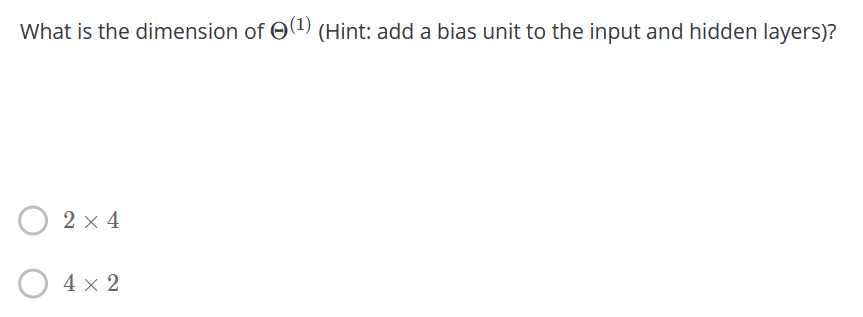 What is the dimension of Θ⁽¹⁾ (Hint: add a bias unit to the input and hidden layers)?
2 × 4
4 × 2